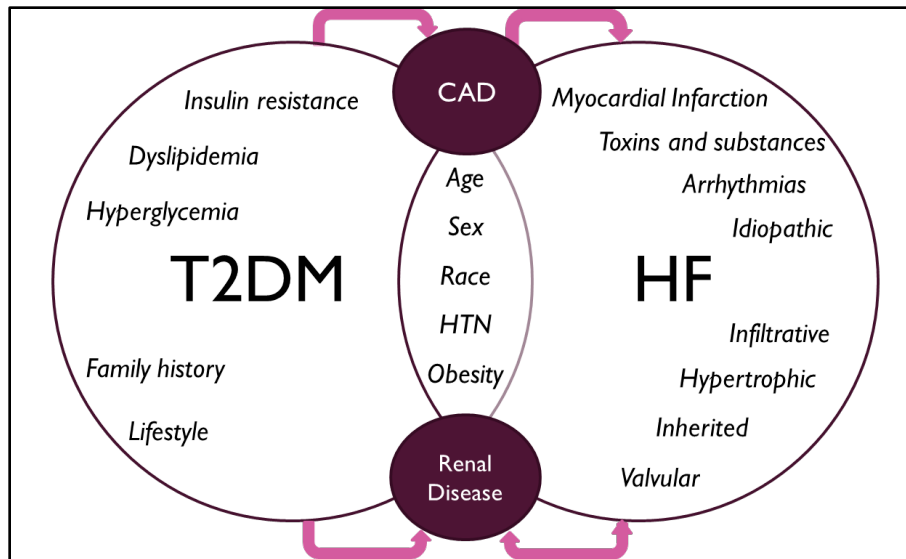 CAD
Insulin resistance
Dyslipidemia
Hyperglycemia
T2DM
Family history
Lifestyle
Age
Sex
Race
HTN
Obesity
Myocardial Infarction
Toxins and substances
Arrhythmias
Idiopathic
HF
Infiltrative
Hypertrophic
Inherited
Valvular
Renal
Disease